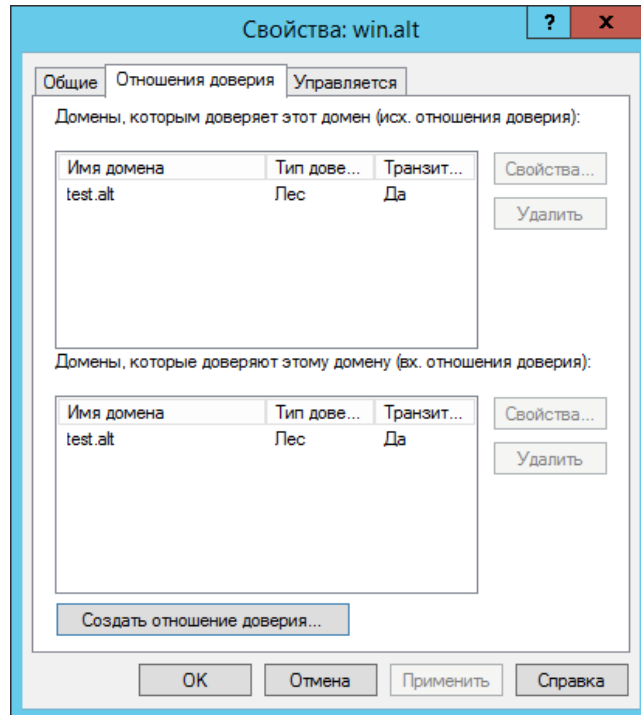 Свойства: win.alt
?
x
Общие Отношения доверия Управляется
Домены, которым доверяет этот домен (исх. отношения доверия):
Имя домена Тип дове... Транзит...
test.alt Лес Да
Свойства...
Удалить
Домены, которые доверяют этому домену (вх. отношения доверия):
Имя домена Тип дове... Транзит...
test.alt Лес Да
Свойства...
Удалить
Создать отношение доверия...
OK Отмена Применить Справка